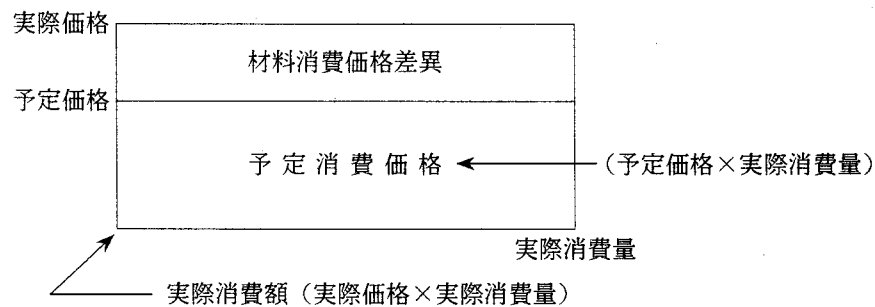 実際価格
材料消費価格差異
予定価格
予定消費価格
(予定価格×実際消費量)
実際消費量
実際消費額(実際価格×実際消費量)